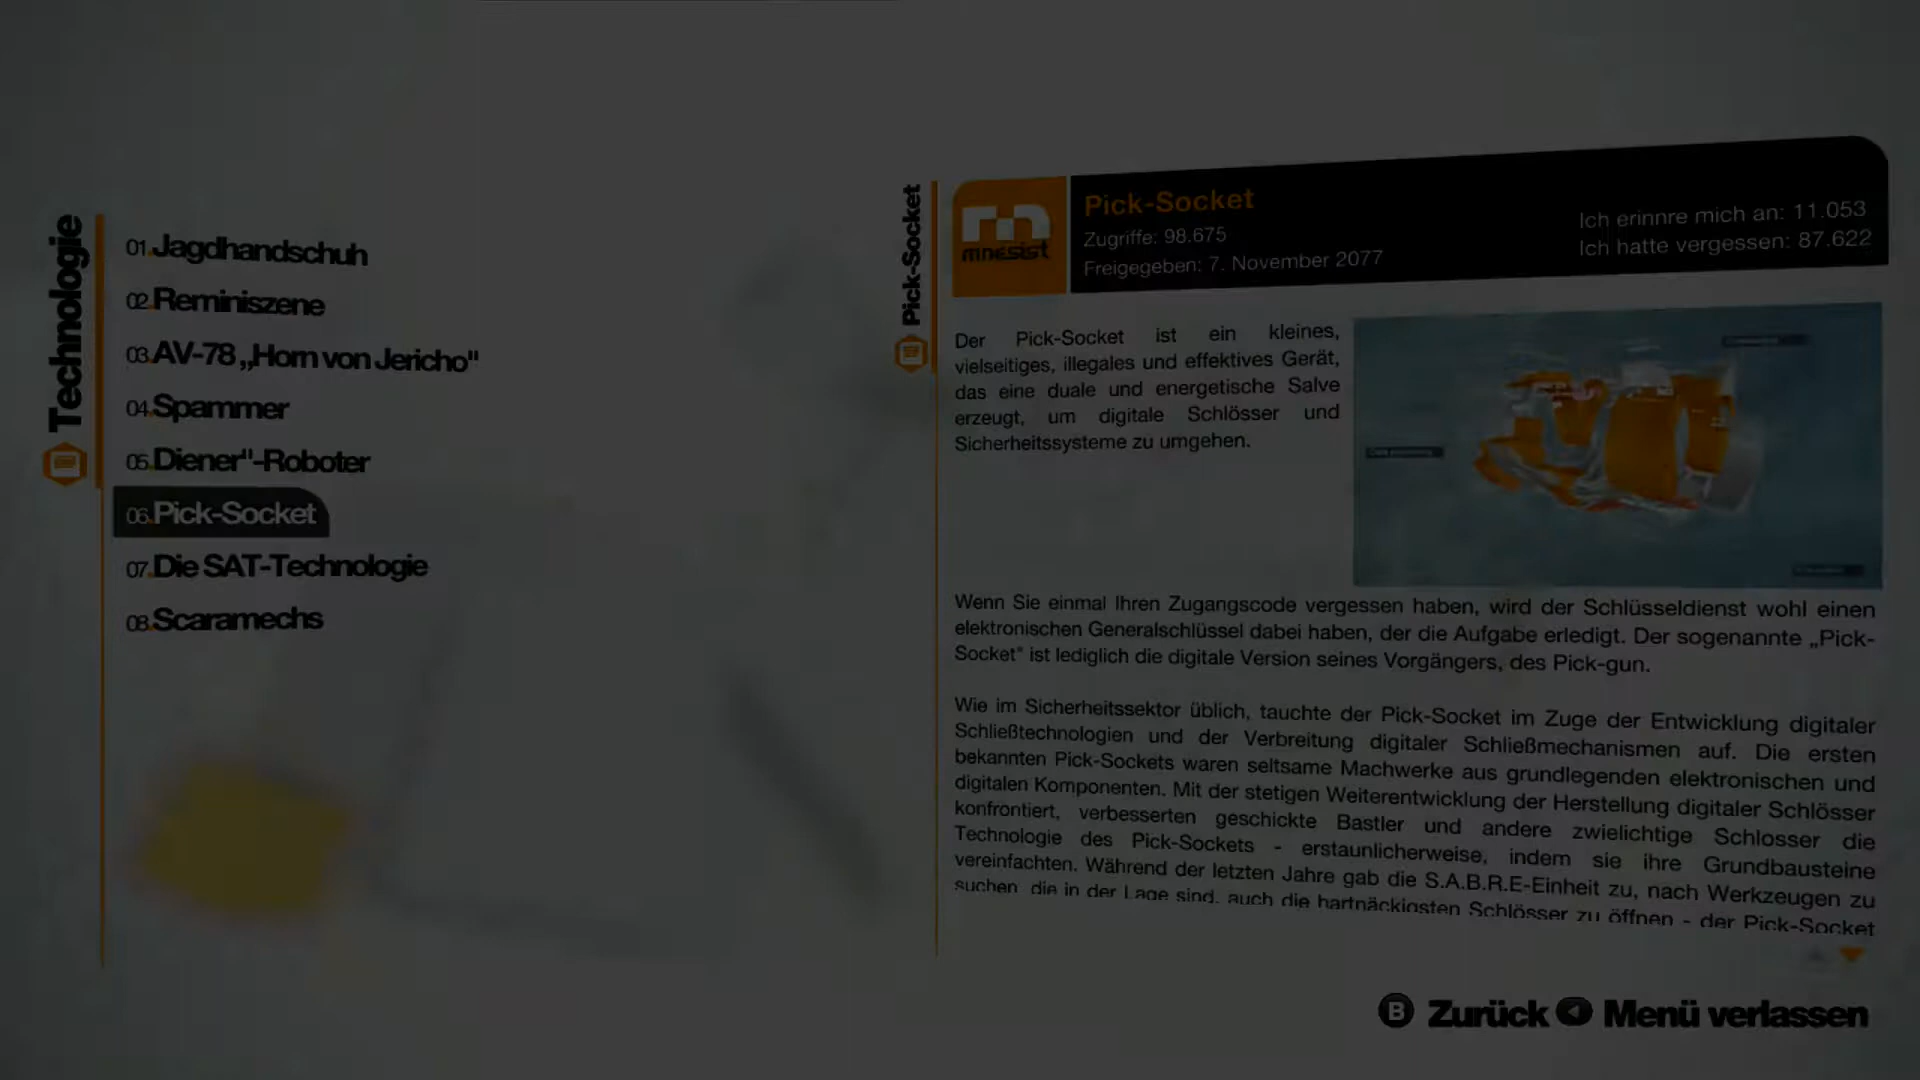 Technologie
01.Jagdhandschuh
02.Reminiszene
03.AV-78 „Horn von Jericho"
04.Spammer
05.Diener"-Roboter
06.Pick-Socket
07.Die SAT-Technologie
08.Scaramechs
Pick-Socket
mnesist
Pick-Socket
Zugriffe: 98.675
Freigegeben: 7. November 2077
Ich erinnre mich an: 11.053
Ich hatte vergessen: 87.622
Der Pick-Socket ist ein kleines,
vielseitiges, illegales und effektives Gerät,
das eine duale und energetische Salve
erzeugt, um digitale Schlösser und
Sicherheitssysteme zu umgehen.
Wenn Sie einmal Ihren Zugangscode vergessen haben, wird der Schlüsseldienst wohl einen
elektronischen Generalschlüssel dabei haben, der die Aufgabe erledigt. Der sogenannte „Pick-
Socket" ist lediglich die digitale Version seines Vorgängers, des Pick-gun.
Wie im Sicherheitssektor üblich, tauchte der Pick-Socket im Zuge der Entwicklung digitaler
Schließtechnologien und der Verbreitung digitaler Schließmechanismen auf. Die ersten
bekannten Pick-Sockets waren seltsame Machwerke aus grundlegenden elektronischen und
digitalen Komponenten. Mit der stetigen Weiterentwicklung der Herstellung digitaler Schlösser
konfrontiert, verbesserten geschickte Bastler und andere zwielichtige Schlosser die
Technologie des Pick-Sockets - erstaunlicherweise, indem sie ihre Grundbausteine
vereinfachten. Während der letzten Jahre gab die S.A.B.R.E-Einheit zu, nach Werkzeugen zu
suchen, die in der Lage sind, auch die hartnäckigsten Schlösser zu öffnen - der Pick-Socket
B Zurück Menü verlassen